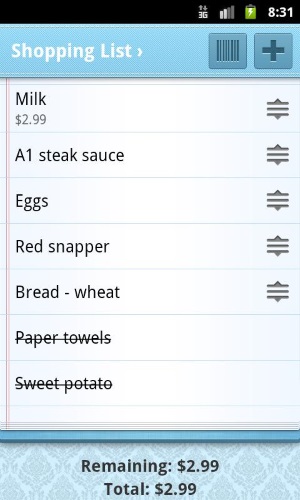 3G 8:31
Shopping List ›
Milk
$2.99
A1 steak sauce
Eggs
Red snapper
Bread - wheat
Paper towels
Sweet potato
Remaining: $2.99
Total: $2.99